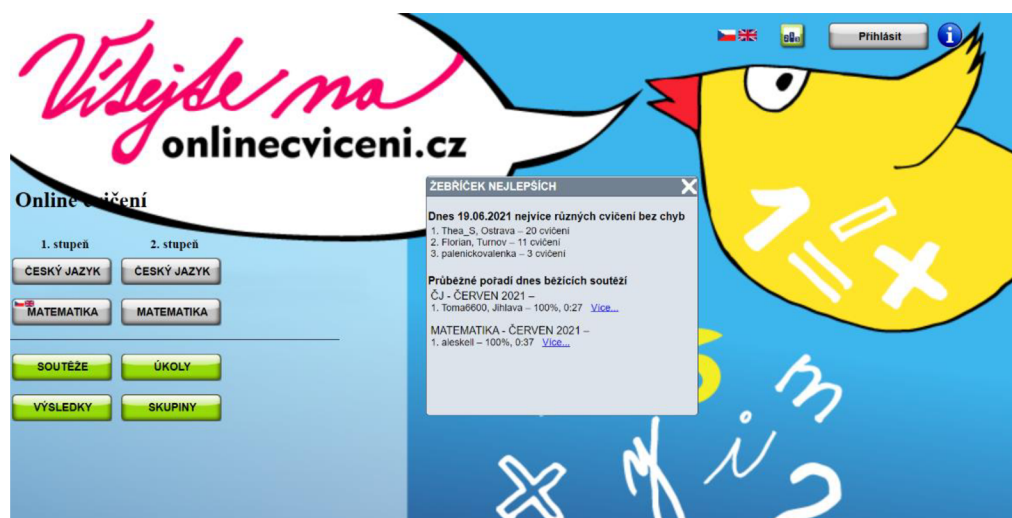 Vítejte na
onlinecviceni.cz
Přihlásit
i
Online cvičení
1. stupeň 2. stupeň
ČESKÝ JAZYK ČESKÝ JAZYK
MATEMATIKA MATEMATIKA
SOUTĚŽE ÚKOLY
VÝSLEDKY SKUPINY
ŽEBŘÍČEK NEJLEPŠÍCH
Dnes 19.06.2021 nejvíce různých cvičení bez chyb
1. Thea_S, Ostrava – 20 cvičení
2. Florian, Turnov – 11 cvičení
3. palenickovalenka – 3 cvičení
Průběžné pořadí dnes běžících soutěží
ČJ - ČERVEN 2021 –
1. Toma6600, Jihlava – 100%, 0:27 Více...
MATEMATIKA - ČERVEN 2021 –
1. aleskell – 100%, 0:37 Více...
1 = ×
× y i m
2